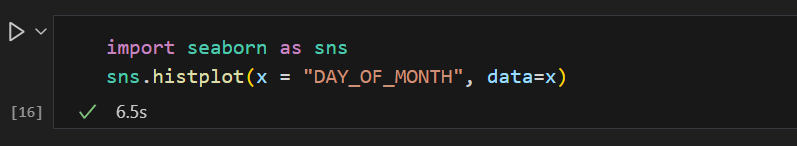 import seaborn as sns
sns.histplot(x = "DAY_OF_MONTH", data=x)
[16]
6.5s